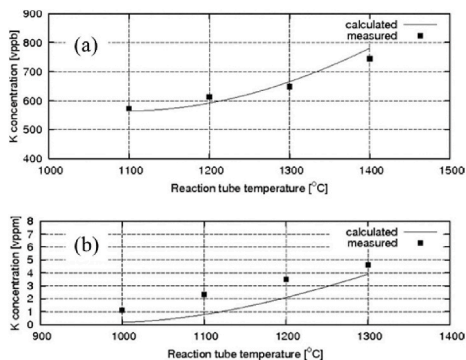 900
800
700
600
500
400
K concentration [vppb]
(a)
calculated
measured
1000 1100 1200 1300 1400 1500
Reaction tube temperature [°C]
8
7
6
5
4
3
2
1
0
K concentration [vppm]
(b)
calculated
measured
900 1000 1100 1200 1300 1400
Reaction tube temperature [°C]